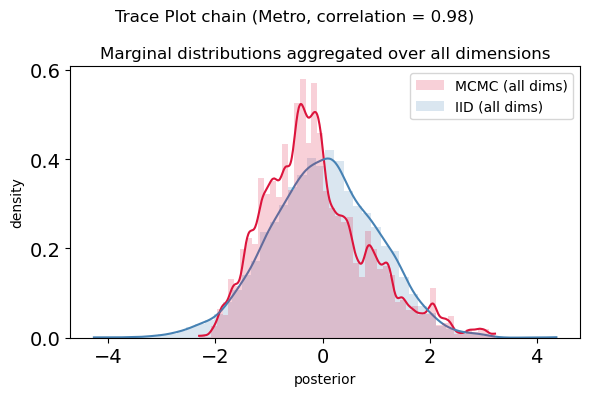 Trace Plot chain (Metro, correlation = 0.98)
Marginal distributions aggregated over all dimensions
MCMC (all dims)
IID (all dims)
density
0.6
0.4
0.2
0.0
−4
−2
0
2
4
posterior